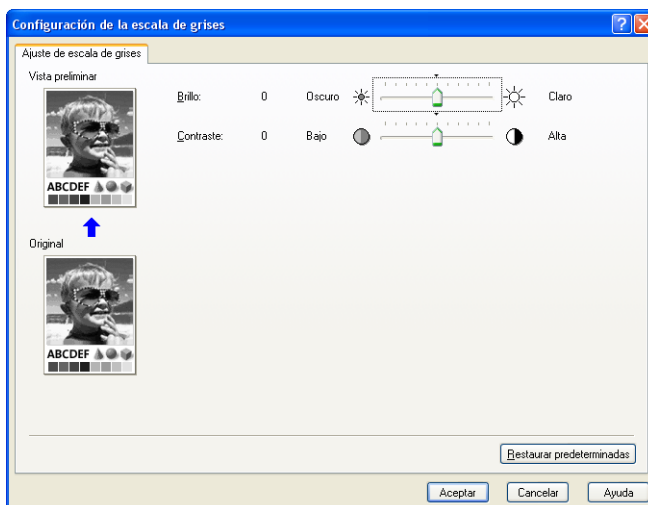 Configuración de la escala de grises
Ajuste de escala de grises
Vista preliminar
ABCDEF
Brillo: 0 Oscuro Claro
Contraste: 0 Bajo Alta
Original
ABCDEF
Restaurar predeterminadas
Aceptar Cancelar Ayuda